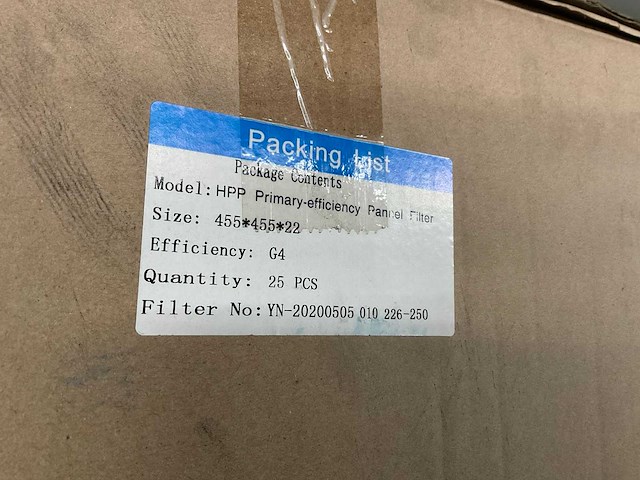 Packing List
Package Contents
Model: HPP Primary-efficiency Pannel Filter
Size: 455*455*22
Efficiency: G4
Quantity: 25 PCS
Filter No: YN-20200505 010 226-250